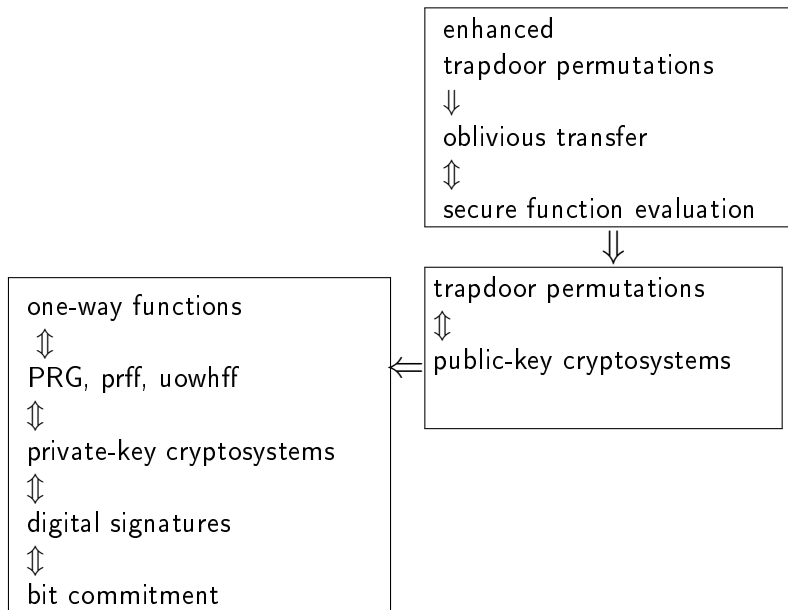 enhanced
trapdoor permutations
⇓
oblivious transfer
⇕
secure function evaluation
⇓
trapdoor permutations
⇕
public-key cryptosystems
⇐
one-way functions
⇕
PRG, prff, uowhff
⇕
private-key cryptosystems
⇕
digital signatures
⇕
bit commitment